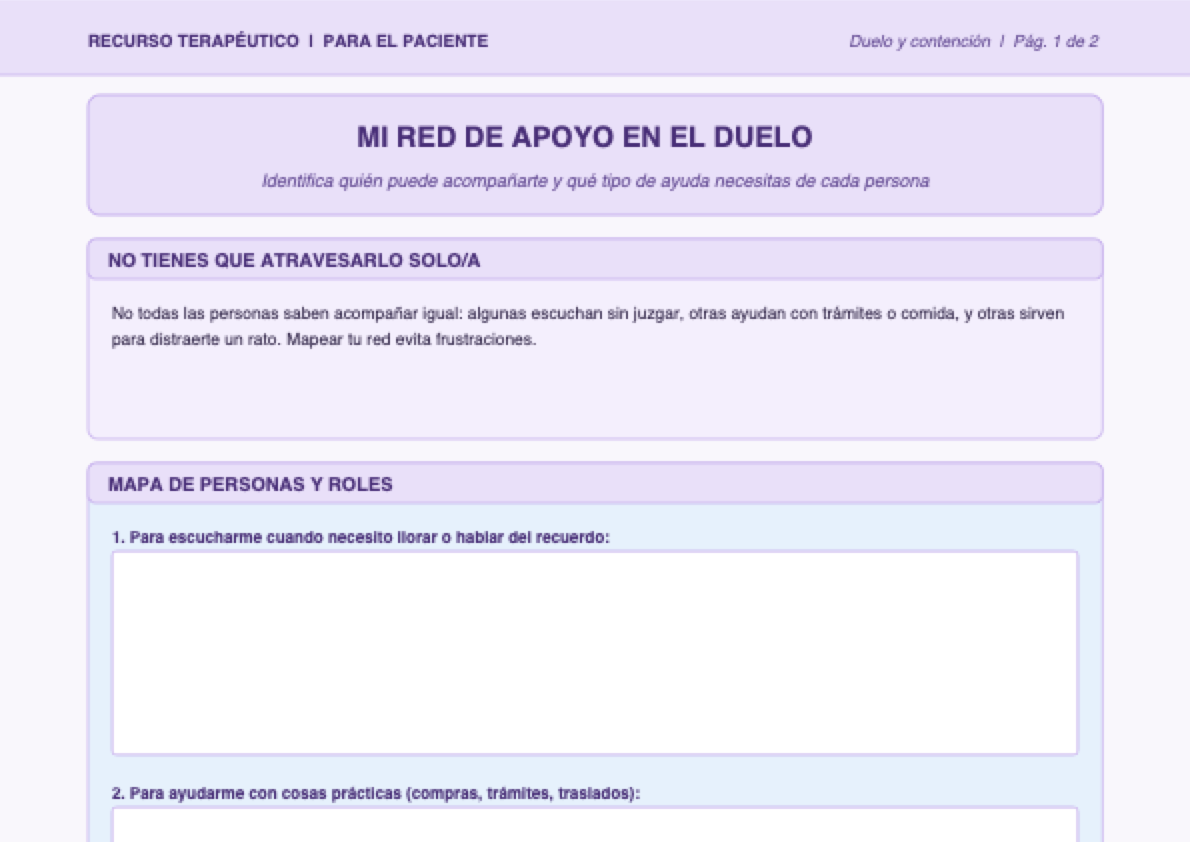 RECURSO TERAPÉUTICO | PARA EL PACIENTE
Duelo y contención | Pág. 1 de 2
MI RED DE APOYO EN EL DUELO
Identifica quién puede acompañarte y qué tipo de ayuda necesitas de cada persona
NO TIENES QUE ATRAVESARLO SOLO/A
No todas las personas saben acompañar igual: algunas escuchan sin juzgar, otras ayudan con trámites o comida, y otras sirven
para distraerte un rato. Mapear tu red evita frustraciones.
MAPA DE PERSONAS Y ROLES
1. Para escucharme cuando necesito llorar o hablar del recuerdo:
2. Para ayudarme con cosas prácticas (compras, trámites, traslados):